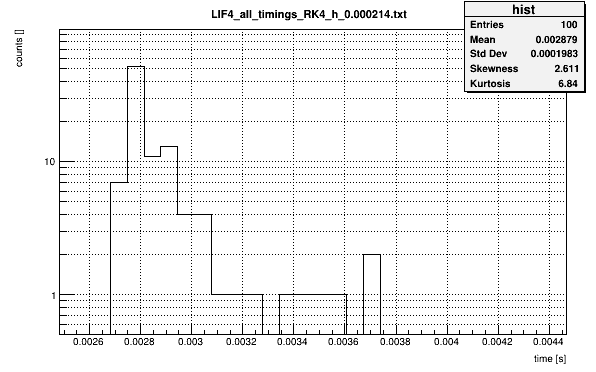 LIF4_all_timings_RK4_h_0.000214.txt
hist
Entries 100
Mean 0.002879
Std Dev 0.0001983
Skewness 2.611
Kurtosis 6.84
counts []
10
1
0.0026 0.0028 0.003 0.0032 0.0034 0.0036 0.0038 0.004 0.0042 0.0044
time [s]